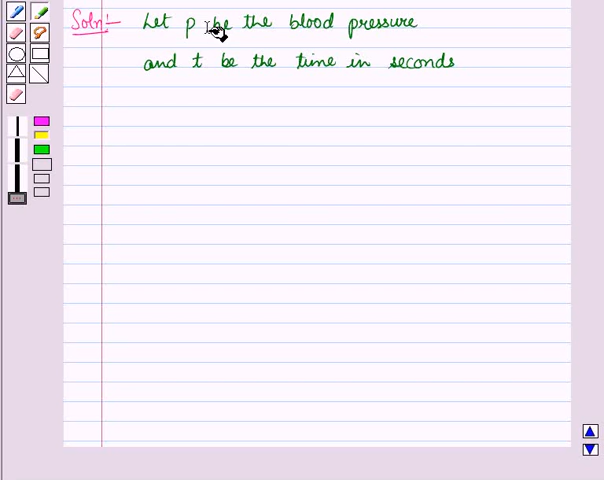 Soln:- Let p be the blood pressure
and t be the time in seconds